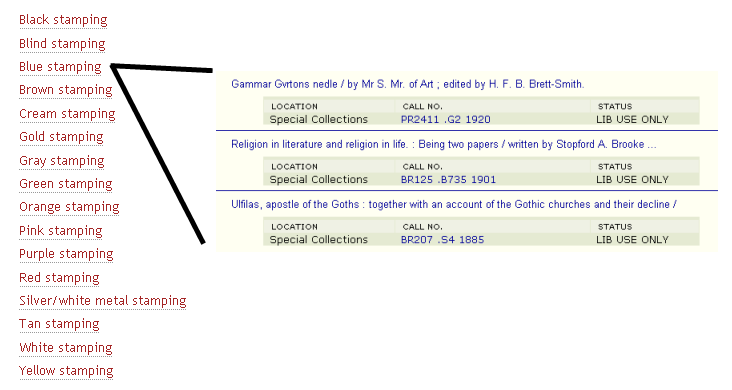 Black stamping
Blind stamping
Blue stamping
Brown stamping
Cream stamping
Gold stamping
Gray stamping
Green stamping
Orange stamping
Pink stamping
Purple stamping
Red stamping
Silver/white metal stamping
Tan stamping
White stamping
Yellow stamping
Gammar Gvrtons nedle / by Mr S. Mr. of Art ; edited by H. F. B. Brett-Smith.
LOCATION CALL NO. STATUS
Special Collections PR2411 .G2 1920 LIB USE ONLY
Religion in literature and religion in life. : Being two papers / written by Stopford A. Brooke ...
LOCATION CALL NO. STATUS
Special Collections BR125 .B735 1901 LIB USE ONLY
Ulfilas, apostle of the Goths : together with an account of the Gothic churches and their decline /
LOCATION CALL NO. STATUS
Special Collections BR207 .S4 1885 LIB USE ONLY